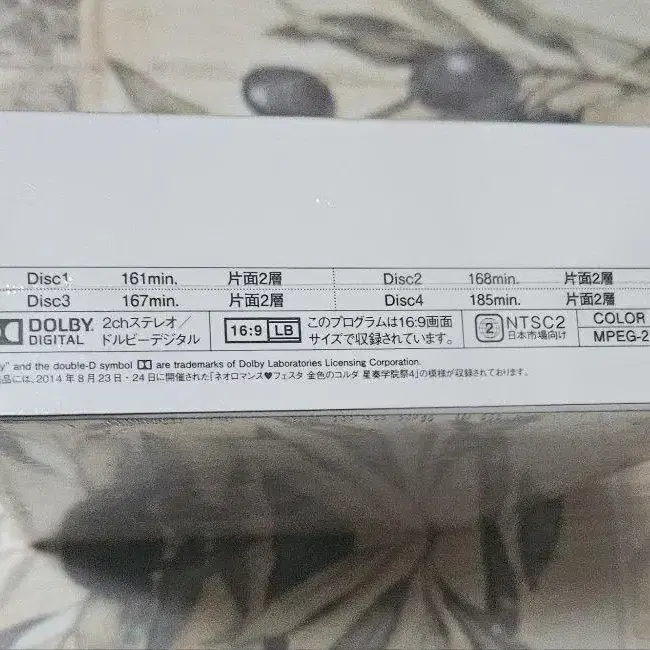 Disc1 161min. 片面2層 Disc2 168min. 片面2層
Disc3 167min. 片面2層 Disc4 185min. 片面2層
DOLBY DIGITAL 2chステレオ／ドルビーデジタル
16:9 LB このプログラムは16:9画面サイズで収録されています。
2 NTSC2 日本市場向け
COLOR
MPEG-2
and the double-D symbol are trademarks of Dolby Laboratories Licensing Corporation.
品には、2014年8月23日・24日に開催された「ネオロマンス♥フェスタ 金色のコルダ 星奏学院祭4」の模様が収録されております。